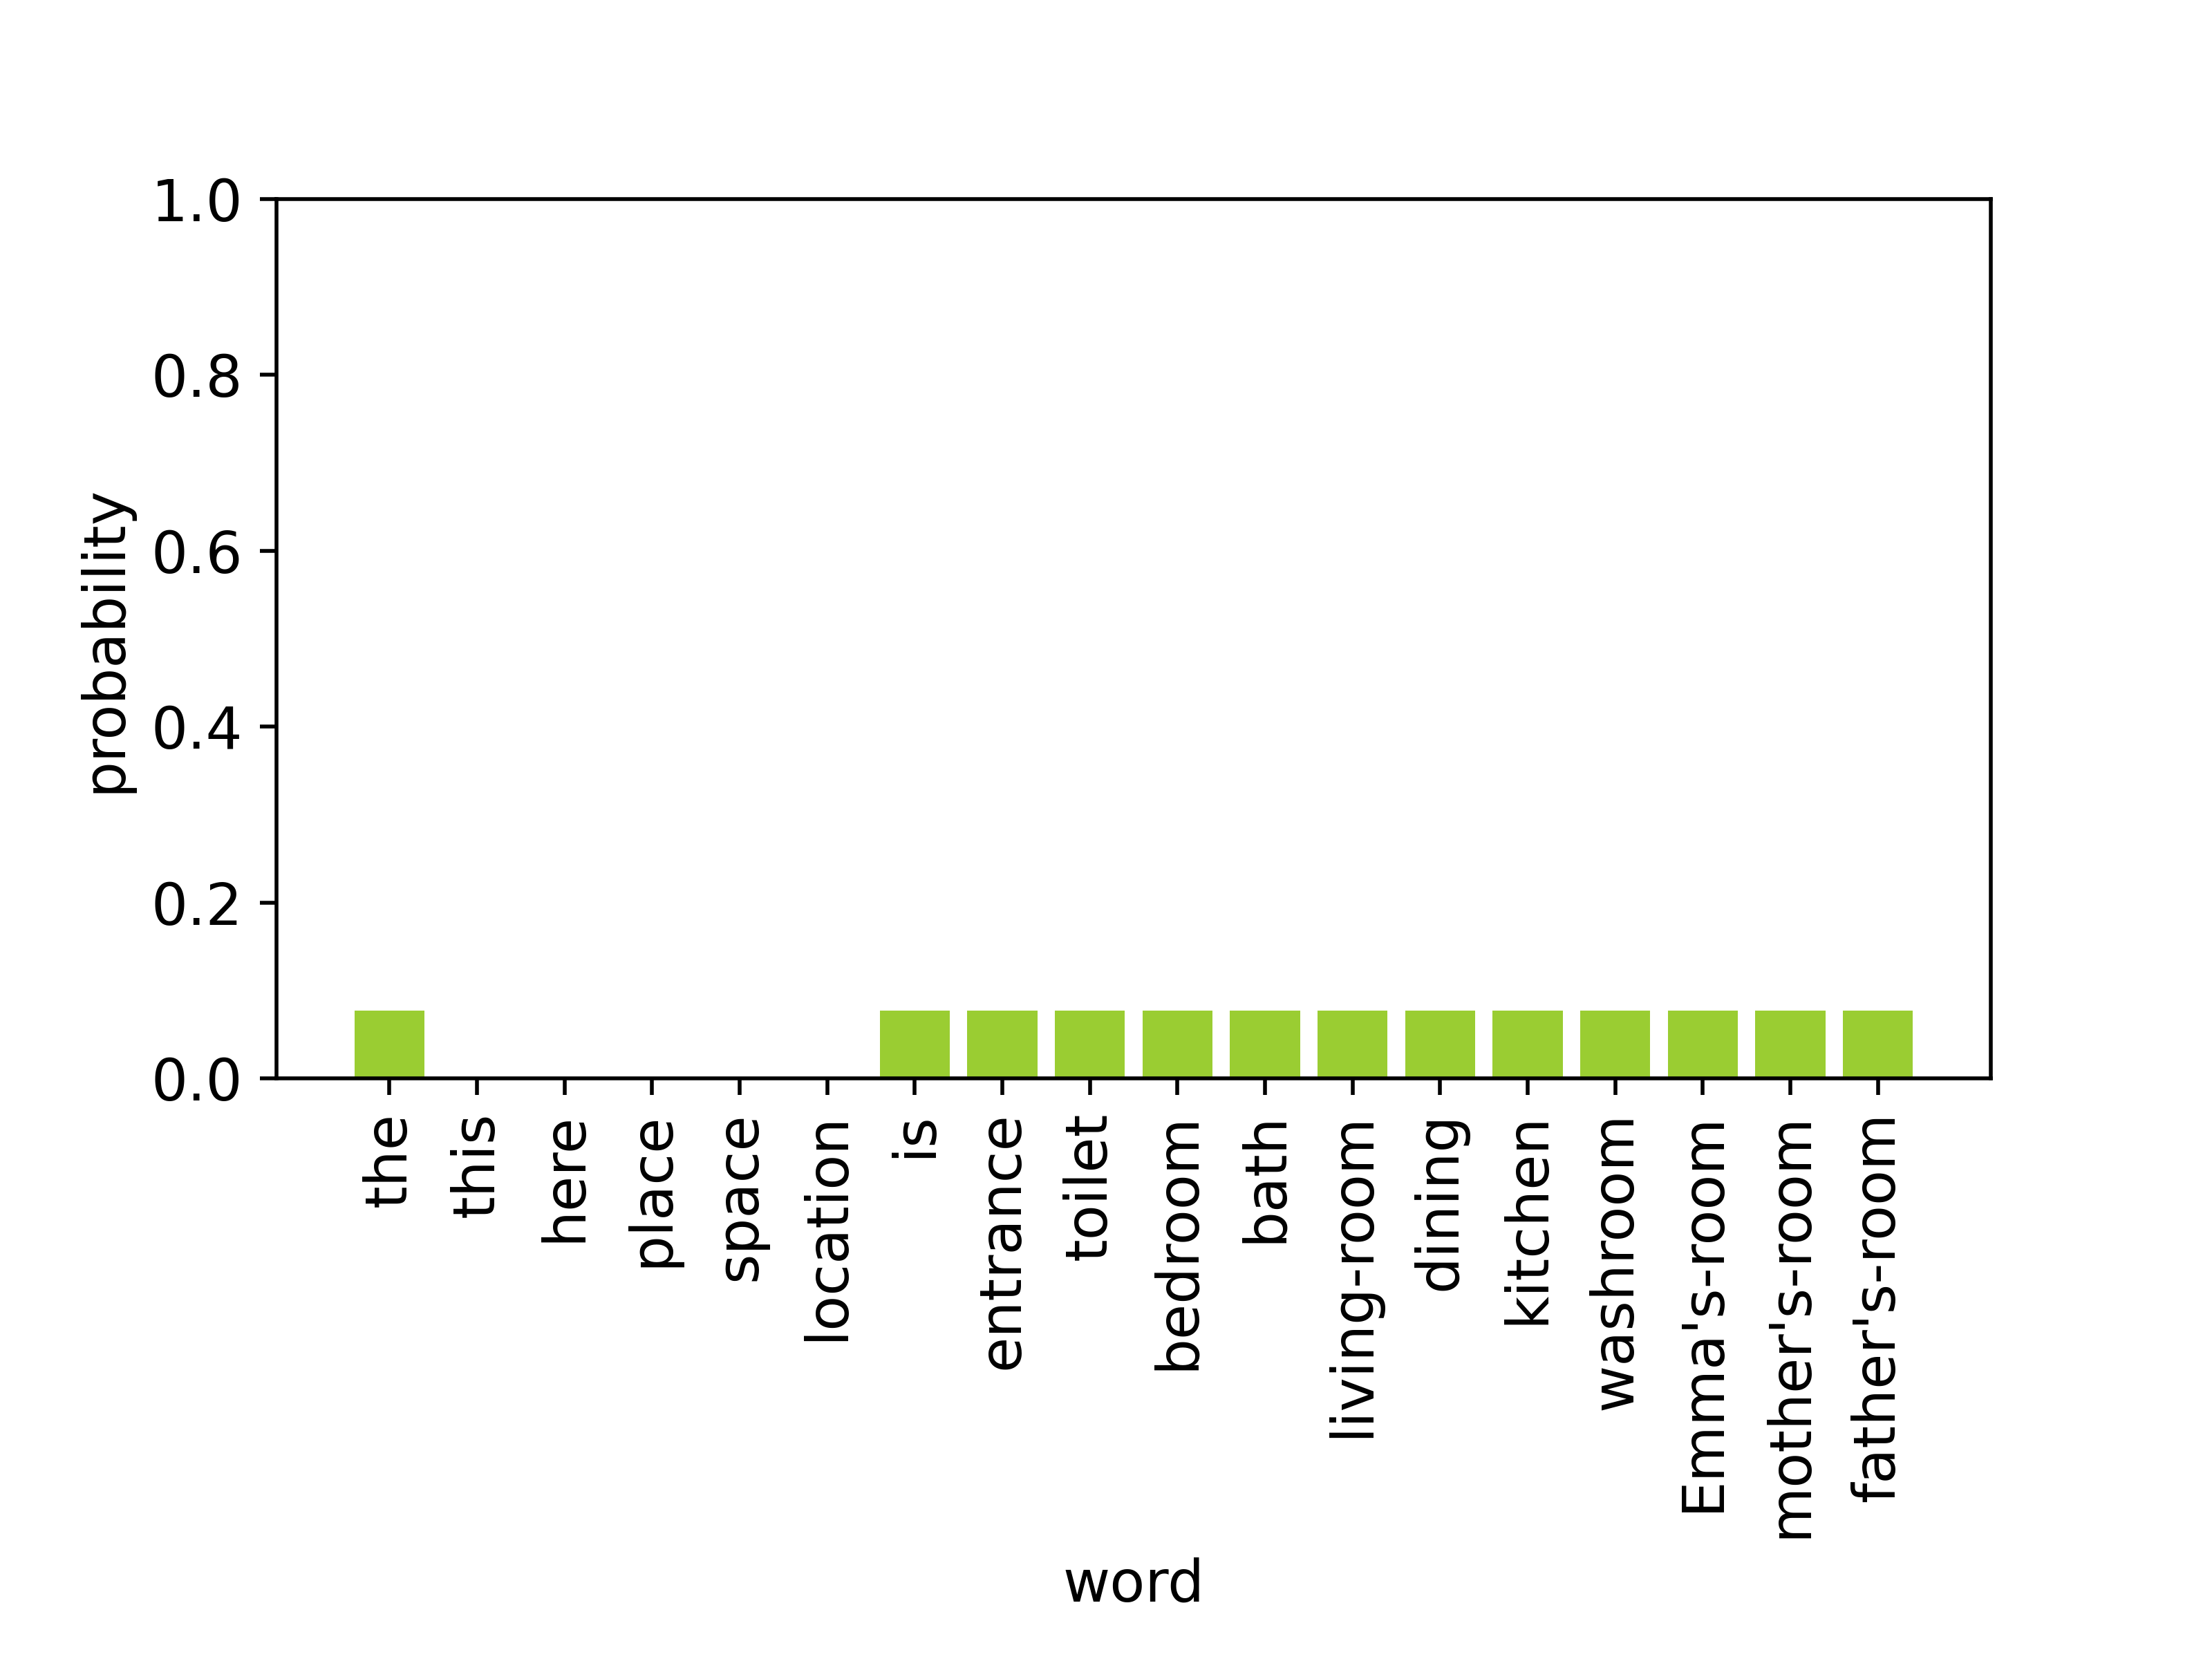 1.0
0.8
0.6
0.4
0.2
0.0
probability
the
this
here
place
space
location
is
entrance
toilet
bedroom
bath
living-room
dining
kitchen
washroom
Emma's-room
mother's-room
father's-room
word